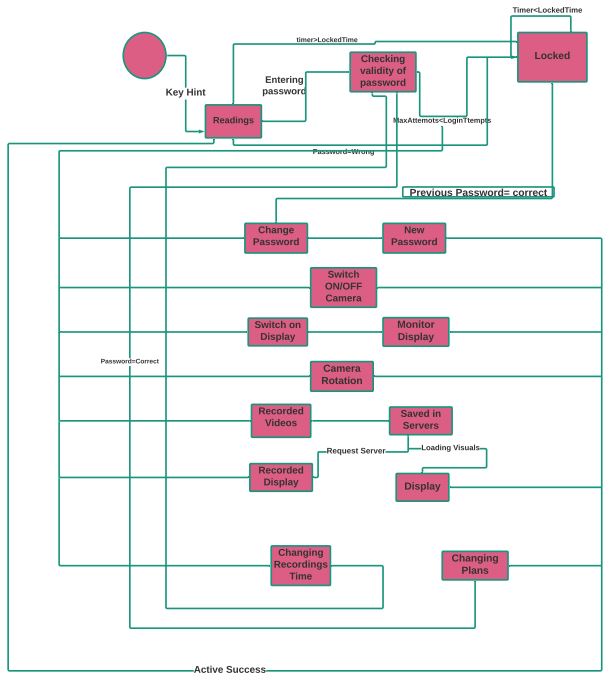 Timer<LockedTime
timer>LockedTime
Checking
validity of
password
Locked
Entering
password
Key Hint
Readings
MaxAttemots<LoginTtempts
Password=Wrong
Previous Password= correct
Change
Password
New
Password
Switch
ON/OFF
Camera
Switch on
Display
Monitor
Display
Password=Correct
Camera
Rotation
Recorded
Videos
Saved in
Servers
Request Server
Loading Visuals
Recorded
Display
Display
Changing
Recordings
Time
Changing
Plans
Active Success